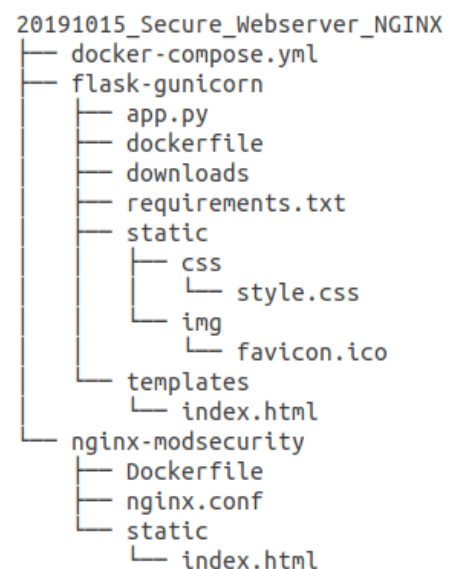 20191015_Secure_Webserver_NGINX
├── docker-compose.yml
├── flask-gunicorn
│   ├── app.py
│   ├── dockerfile
│   ├── downloads
│   ├── requirements.txt
│   ├── static
│   │   ├── css
│   │   │   └── style.css
│   │   └── img
│   │       └── favicon.ico
│   └── templates
│       └── index.html
└── nginx-modsecurity
    ├── Dockerfile
    ├── nginx.conf
    └── static
        └── index.html